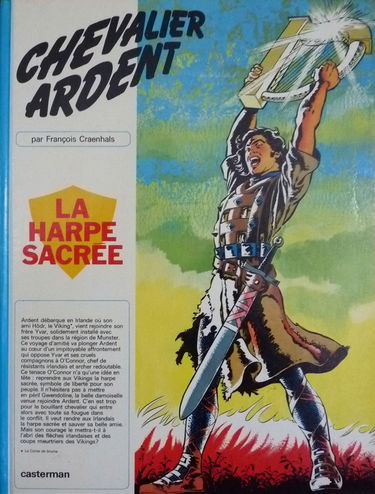 CHEVALIER
ARDENT
par François Craenhals
LA
HARPE
SACRÉE
Ardent débarque en Irlande où son
ami Hödr, le Viking*, vient rejoindre son
frère Yvar, solidement installé avec
ses troupes dans la région de Munster.
Ce voyage d'amitié va plonger Ardent
au cœur d'un impitoyable affrontement
qui oppose Yvar et ses cruels
compagnons à O'Connor, chef de
résistants irlandais et archer redoutable.
Ce tenace O'Connor n'a qu'une idée en
tête : reprendre aux Vikings la harpe
sacrée, symbole de liberté pour son
peuple. Il n'hésitera pas à mettre
en péril Gwendoline, la belle damoiselle
venue rejoindre Ardent. C'en est trop
pour le bouillant chevalier qui entre
alors avec toute sa fougue dans
le conflit. Il veut rendre aux Irlandais
la harpe sacrée et sauver sa belle amie.
Mais son courage le mettra-t-il à
l'abri des flèches irlandaises et des
coups meurtriers des Vikings?
* La Corne de brume
casterman